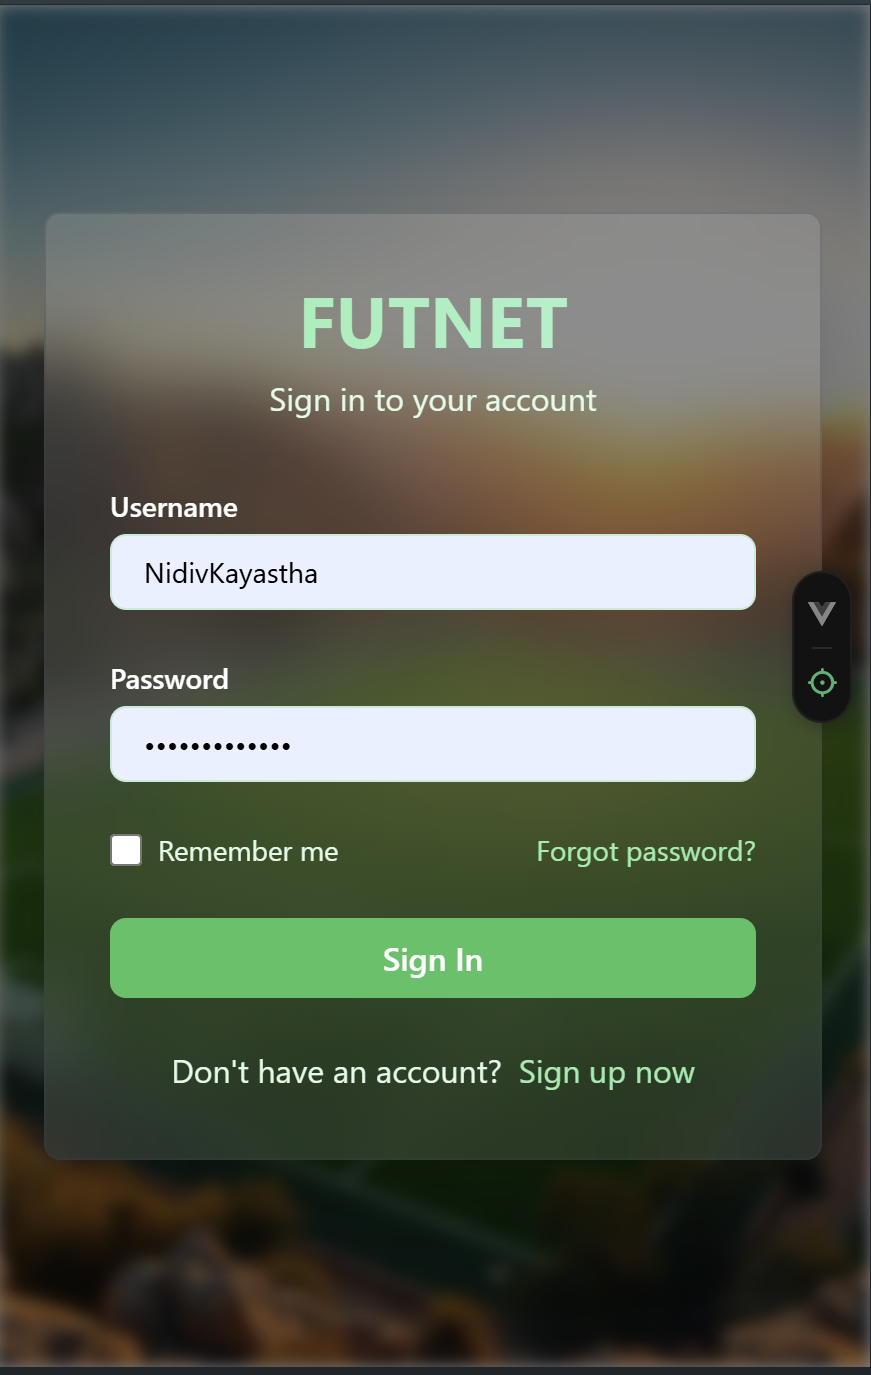 FUTNET
Sign in to your account
Username
NidivKayastha
Password
•••••••••••••
Remember me Forgot password?
Sign In
Don't have an account? Sign up now